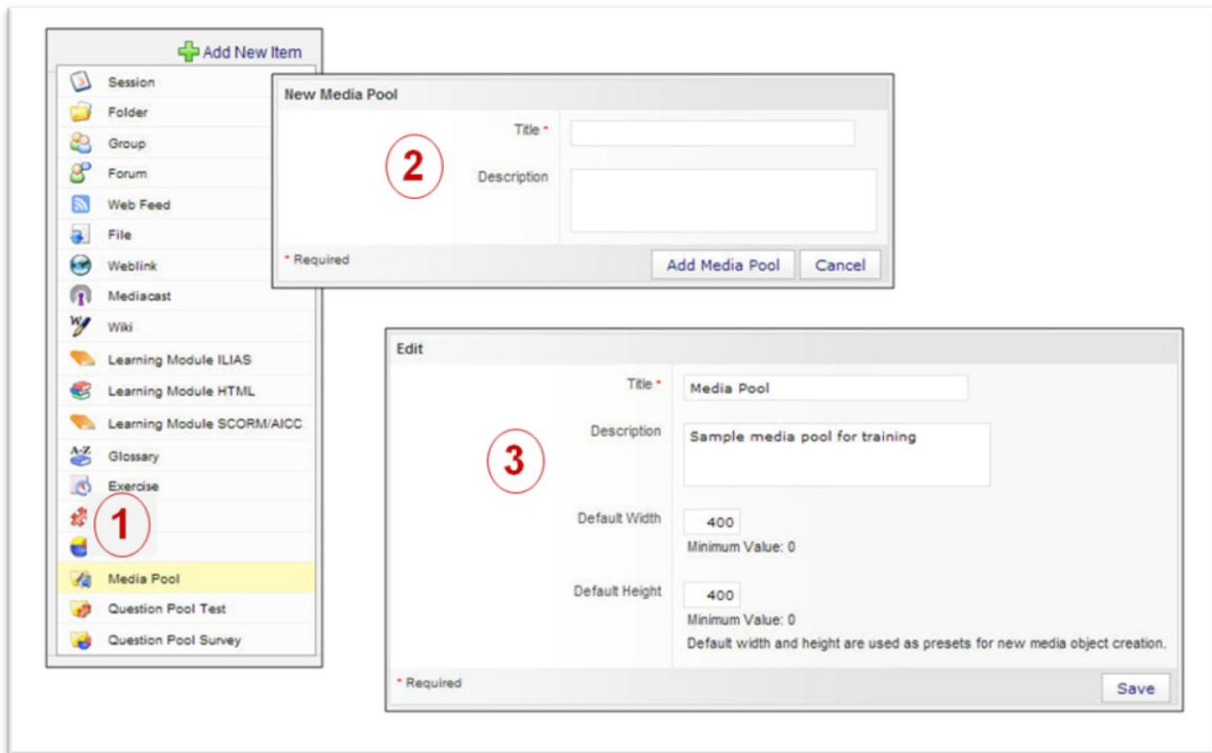 Add New Item
Session
Folder
Group
Forum
Web Feed
File
Weblink
Mediacast
Wiki
Learning Module ILIAS
Learning Module HTML
Learning Module SCORM/AICC
Glossary
Exercise
1
Media Pool
Question Pool Test
Question Pool Survey
New Media Pool
Title *
2
Description
* Required
Add Media Pool Cancel
Edit
Title * Media Pool
Description Sample media pool for training
3
Default Width 400
Minimum Value: 0
Default Height 400
Minimum Value: 0
Default width and height are used as presets for new media object creation.
* Required
Save